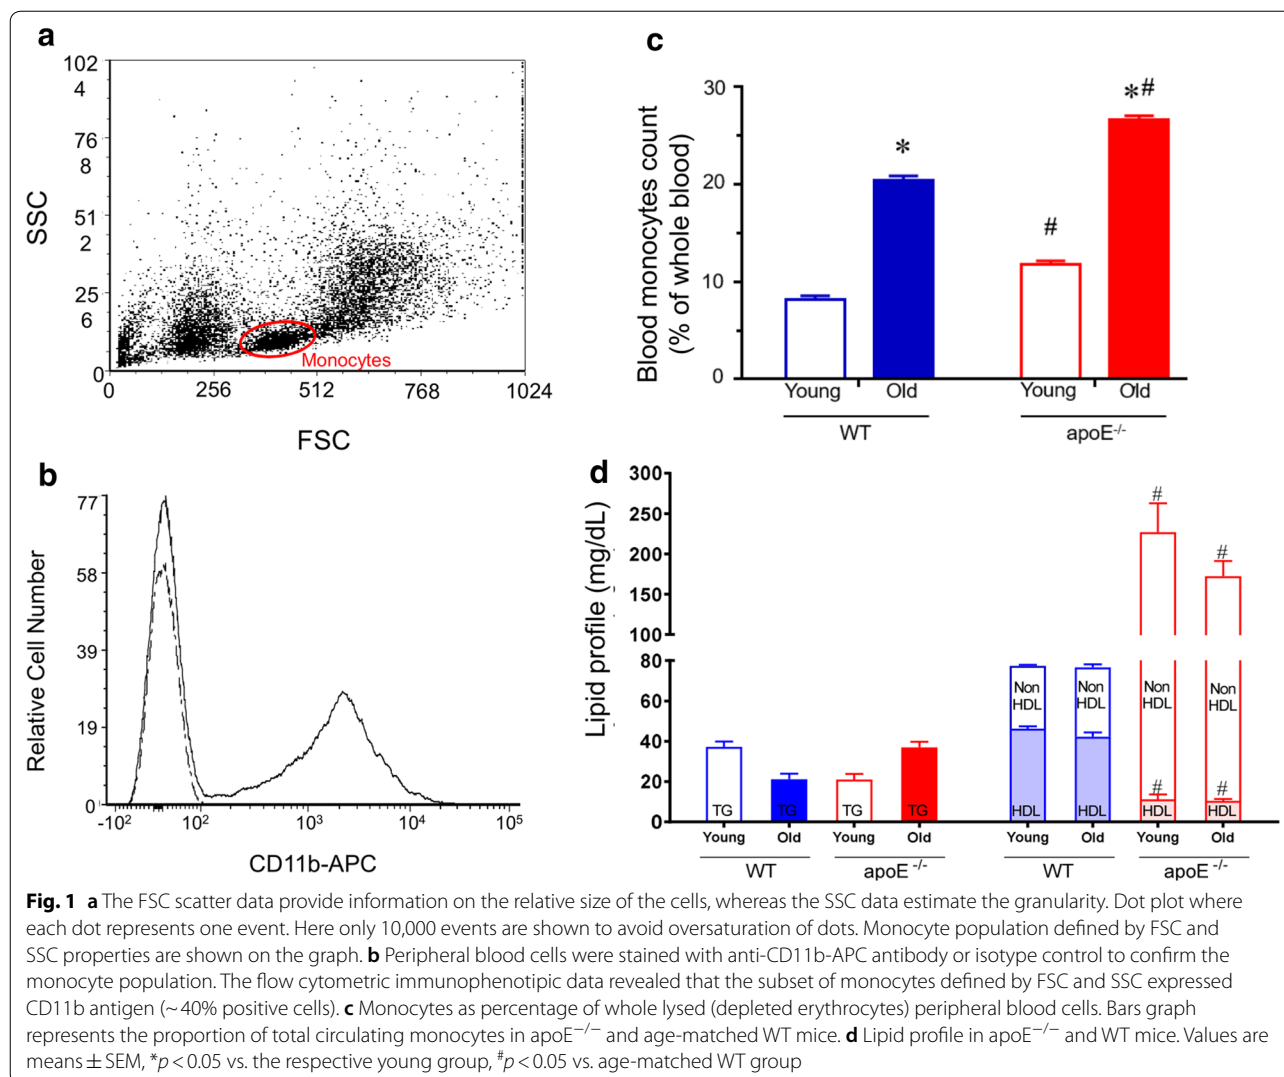 a
102
4
76
8
51
2
25
6
0
SSC
0 256 512 768 1024
FSC
Monocytes
b
77
58
39
19
0
Relative Cell Number
-10² 10² 10³ 10⁴ 10⁵
CD11b-APC
c
30
20
10
0
Blood monocytes count
(% of whole blood)
* # *#
Young Old Young Old
WT apoE-/-
d
300
250
200
150
100
80
60
40
20
0
Lipid profile (mg/dL)
# #
Non HDL Non HDL Non HDL Non HDL
# #
TG TG TG TG HDL HDL HDL HDL
Young Old Young Old Young Old Young Old
WT apoE -/- WT apoE -/-
Fig. 1 a The FSC scatter data provide information on the relative size of the cells, whereas the SSC data estimate the granularity. Dot plot where
each dot represents one event. Here only 10,000 events are shown to avoid oversaturation of dots. Monocyte population defined by FSC and
SSC properties are shown on the graph. b Peripheral blood cells were stained with anti-CD11b-APC antibody or isotype control to confirm the
monocyte population. The flow cytometric immunophenotipic data revealed that the subset of monocytes defined by FSC and SSC expressed
CD11b antigen (~40% positive cells). c Monocytes as percentage of whole lysed (depleted erythrocytes) peripheral blood cells. Bars graph
represents the proportion of total circulating monocytes in apoE−/− and age-matched WT mice. d Lipid profile in apoE−/− and WT mice. Values are
means ± SEM, *p < 0.05 vs. the respective young group, #p < 0.05 vs. age-matched WT group